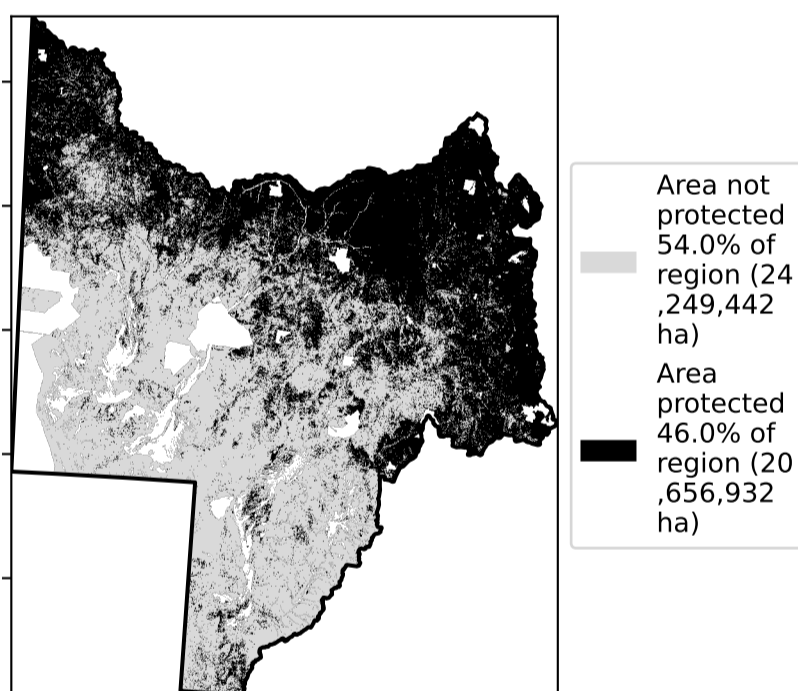 Area not
protected
54.0% of
region (24
,249,442
ha)
Area
protected
46.0% of
region (20
,656,932
ha)